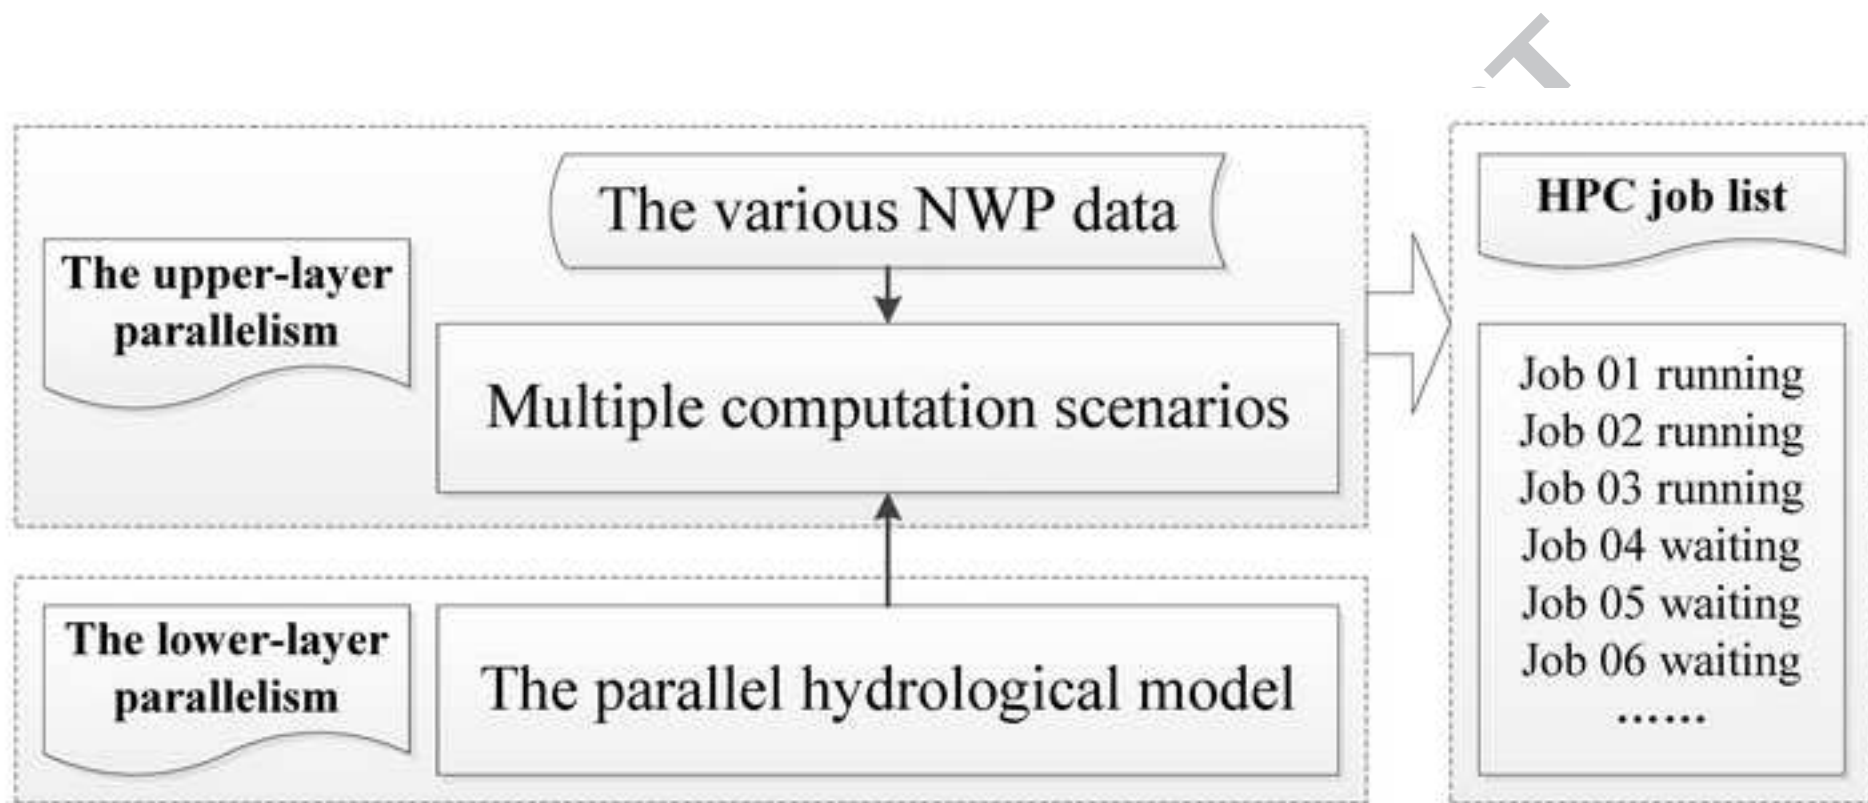 The various NWP data
The upper-layer
parallelism
Multiple computation scenarios
The lower-layer
parallelism
The parallel hydrological model
HPC job list
Job 01 running
Job 02 running
Job 03 running
Job 04 waiting
Job 05 waiting
Job 06 waiting
......